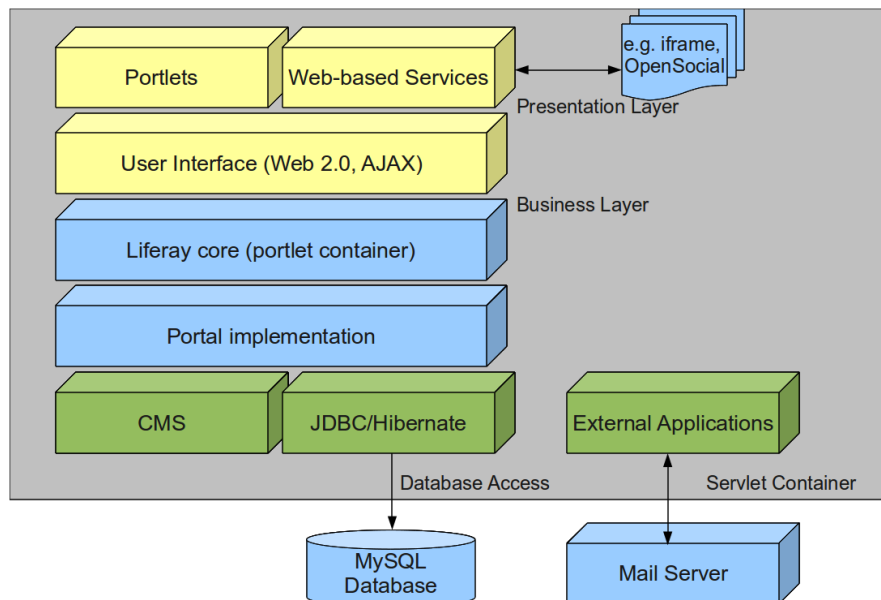 Portlets
Web-based Services
e.g. iframe,
OpenSocial
Presentation Layer
User Interface (Web 2.0, AJAX)
Business Layer
Liferay core (portlet container)
Portal implementation
CMS
JDBC/Hibernate
External Applications
Database Access
Servlet Container
MySQL
Database
Mail Server